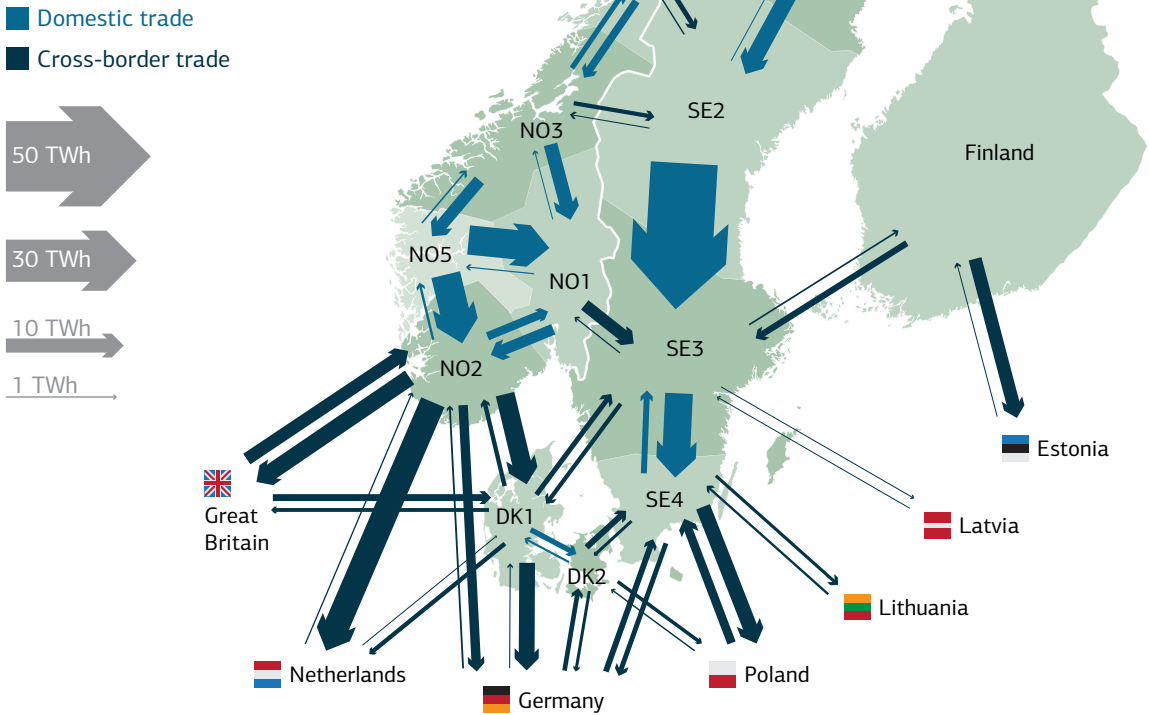 Domestic trade
Cross-border trade
50 TWh
30 TWh
10 TWh
1 TWh
SE2
NO3
Finland
NO5
NO1
SE3
NO2
Estonia
SE4
Great
Britain
DK1
Latvia
DK2
Lithuania
Netherlands
Poland
Germany